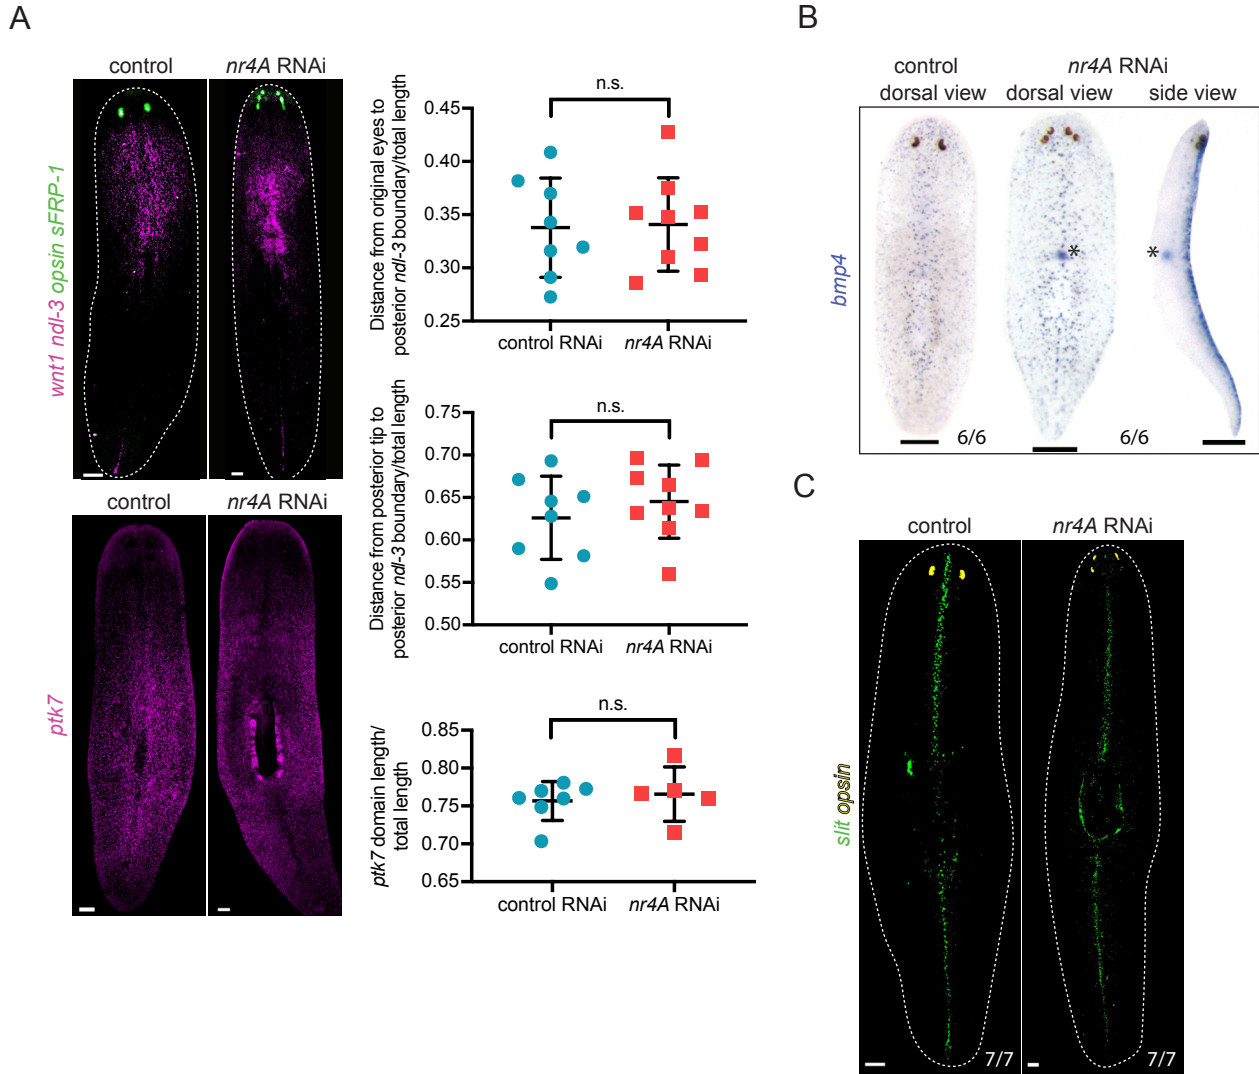 A
control
nr4A RNAi
wnt1 ndl-3 opsin sFRP-1
control
nr4A RNAi
ptk7
n.s.
Distance from original eyes to
posterior ndl-3 boundary/total length
0.45
0.40
0.35
0.30
0.25
control RNAi
nr4A RNAi
n.s.
Distance from posterior tip to
posterior ndl-3 boundary/total length
0.75
0.70
0.65
0.60
0.55
0.50
control RNAi
nr4A RNAi
n.s.
ptk7 domain length/
total length
0.85
0.80
0.75
0.70
0.65
control RNAi
nr4A RNAi
B
control
dorsal view
nr4A RNAi
dorsal view
side view
bmp4
*
*
6/6
6/6
C
control
nr4A RNAi
slit opsin
7/7
7/7